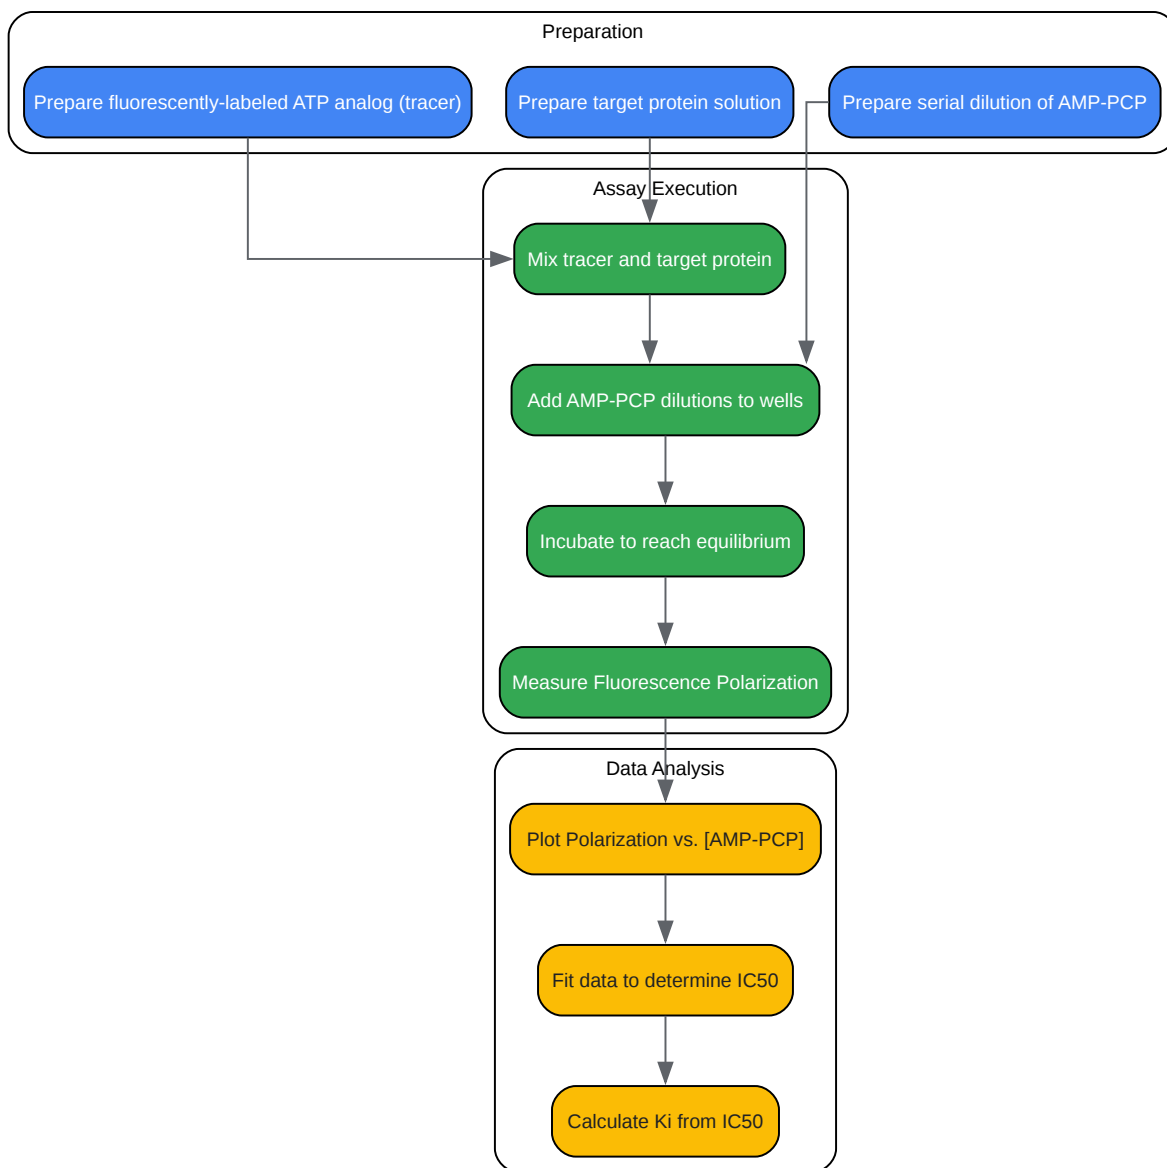 Preparation
Prepare fluorescently-labeled ATP analog (tracer)
Prepare target protein solution
Prepare serial dilution of AMP-PCP
Assay Execution
Mix tracer and target protein
Add AMP-PCP dilutions to wells
Incubate to reach equilibrium
Measure Fluorescence Polarization
Data Analysis
Plot Polarization vs. [AMP-PCP]
Fit data to determine IC50
Calculate Ki from IC50